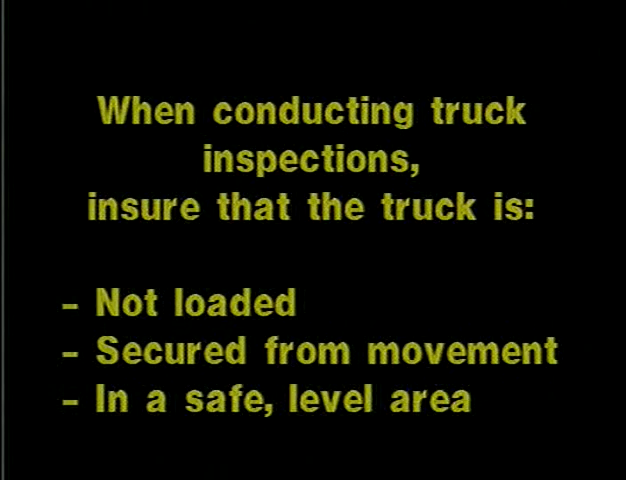 When conducting truck
inspections,
insure that the truck is:
- Not loaded
- Secured from movement
- In a safe, level area